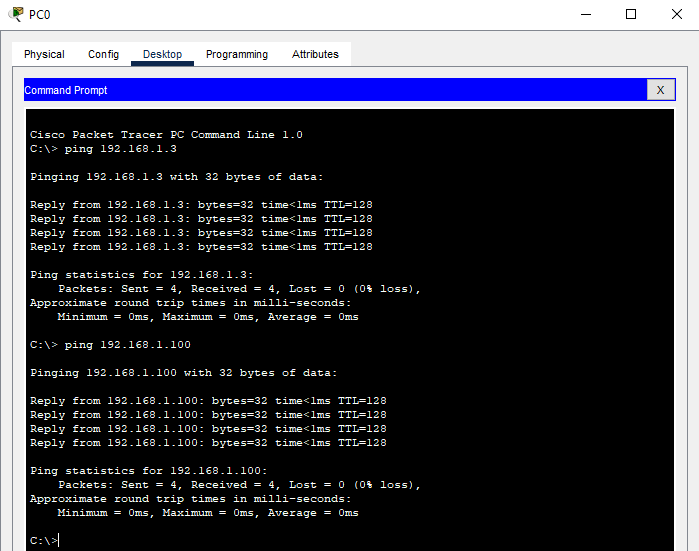 PC0
Physical Config Desktop Programming Attributes
Command Prompt X
Cisco Packet Tracer PC Command Line 1.0
C:\> ping 192.168.1.3
Pinging 192.168.1.3 with 32 bytes of data:
Reply from 192.168.1.3: bytes=32 time<1ms TTL=128
Reply from 192.168.1.3: bytes=32 time<1ms TTL=128
Reply from 192.168.1.3: bytes=32 time<1ms TTL=128
Reply from 192.168.1.3: bytes=32 time<1ms TTL=128
Ping statistics for 192.168.1.3:
    Packets: Sent = 4, Received = 4, Lost = 0 (0% loss),
Approximate round trip times in milli-seconds:
    Minimum = 0ms, Maximum = 0ms, Average = 0ms
C:\> ping 192.168.1.100
Pinging 192.168.1.100 with 32 bytes of data:
Reply from 192.168.1.100: bytes=32 time<1ms TTL=128
Reply from 192.168.1.100: bytes=32 time<1ms TTL=128
Reply from 192.168.1.100: bytes=32 time<1ms TTL=128
Reply from 192.168.1.100: bytes=32 time<1ms TTL=128
Ping statistics for 192.168.1.100:
    Packets: Sent = 4, Received = 4, Lost = 0 (0% loss),
Approximate round trip times in milli-seconds:
    Minimum = 0ms, Maximum = 0ms, Average = 0ms
C:\>